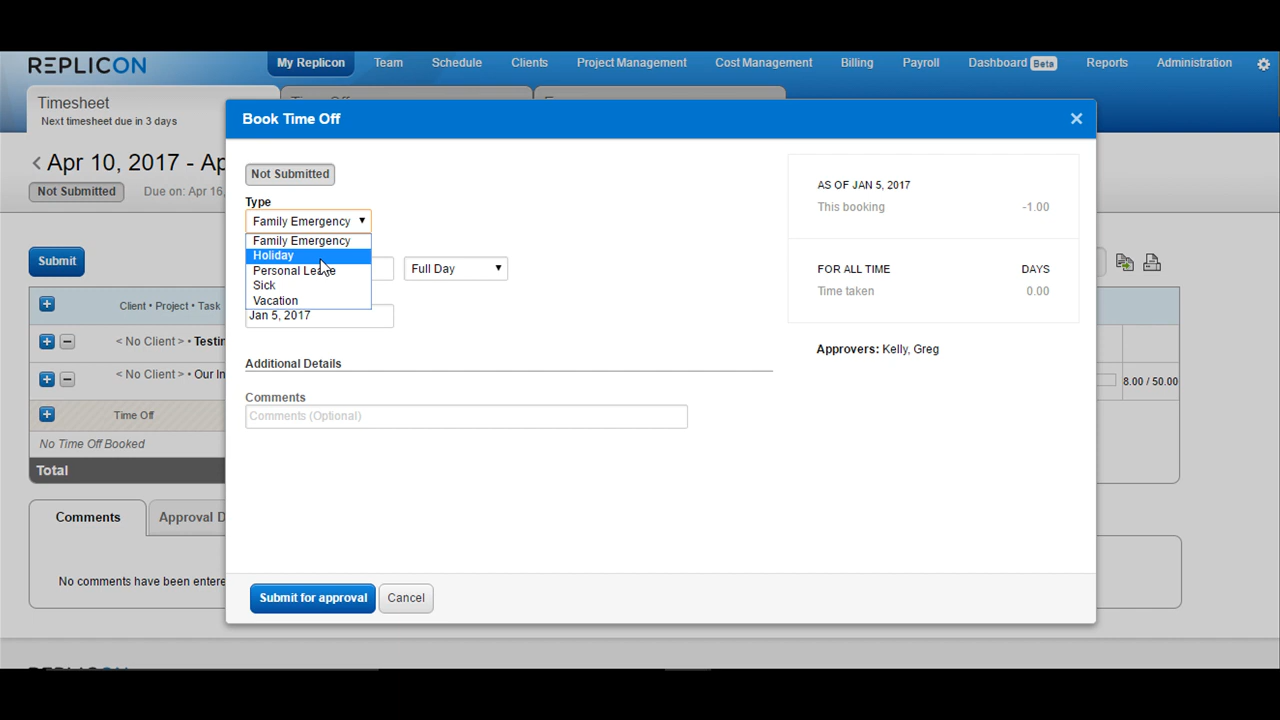 REPLICON
My Replicon Team Schedule Clients Project Management Cost Management Billing Payroll Dashboard Beta Reports Administration
Timesheet
Next timesheet due in 3 days
Book Time Off
Apr 10, 2017 - Ap
Not Submitted
Due on: Apr 16,
Submit
Client • Project • Task
< No Client > • Testin
< No Client > • Our In
8.00 / 50.00
Time Off
No Time Off Booked
Total
Comments
Approval D
No comments have been entere
Not Submitted
Type
Family Emergency
Family Emergency
Holiday
Personal Leave
Sick
Vacation
Full Day
Jan 5, 2017
Additional Details
Comments
Comments (Optional)
AS OF JAN 5, 2017
This booking -1.00
FOR ALL TIME DAYS
Time taken 0.00
Approvers: Kelly, Greg
Submit for approval
Cancel